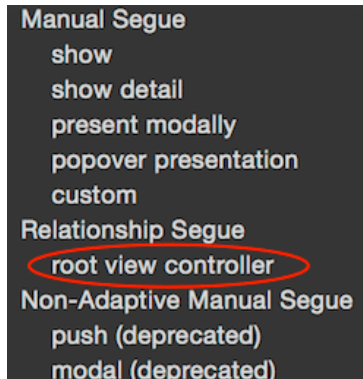 Manual Segue
show
show detail
present modally
popover presentation
custom
Relationship Segue
root view controller
Non-Adaptive Manual Segue
push (deprecated)
modal (deprecated)